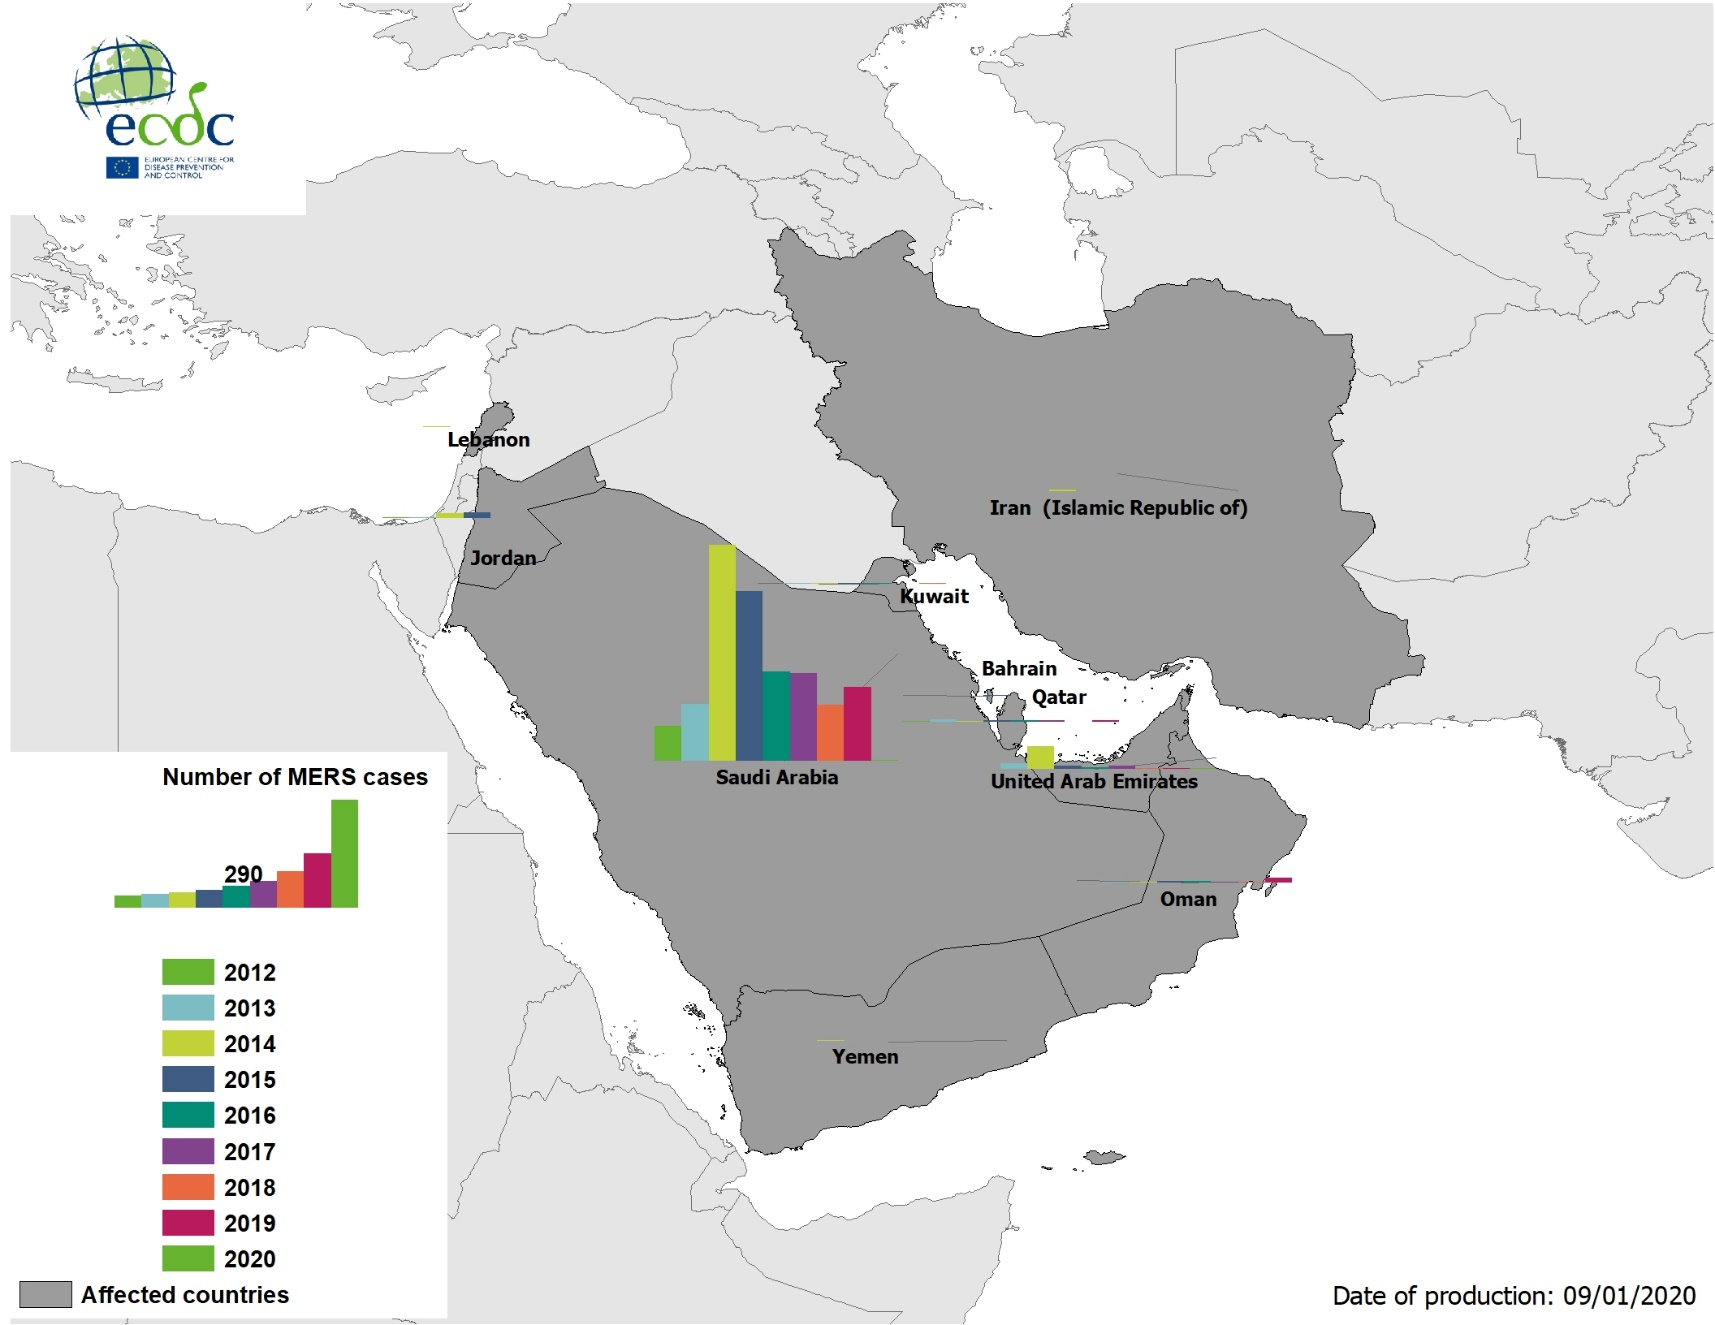 ecdc
EUROPEAN CENTRE FOR
DISEASE PREVENTION
AND CONTROL
Lebanon
Iran (Islamic Republic of)
Jordan
Kuwait
Bahrain
Qatar
Saudi Arabia
United Arab Emirates
Oman
Yemen
Number of MERS cases
290
2012
2013
2014
2015
2016
2017
2018
2019
2020
Affected countries
Date of production: 09/01/2020